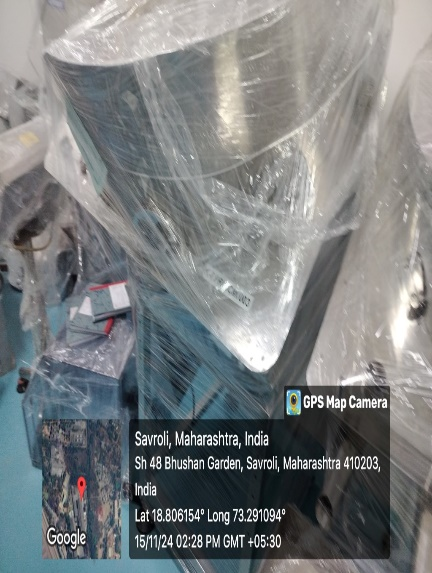 GPS Map Camera
Savroli, Maharashtra, India
Sh 48 Bhushan Garden, Savroli, Maharashtra 410203,
India
Lat 18.806154° Long 73.291094°
15/11/24 02:28 PM GMT +05:30
Google